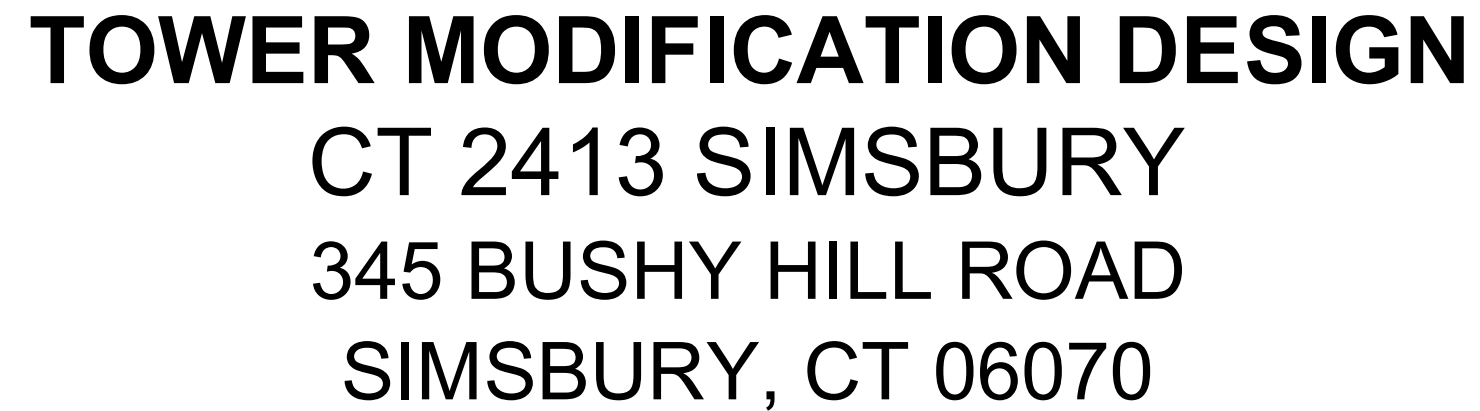 TOWER MODIFICATION DESIGN
CT 2413 SIMSBURY
345 BUSHY HILL ROAD
SIMSBURY, CT 06070